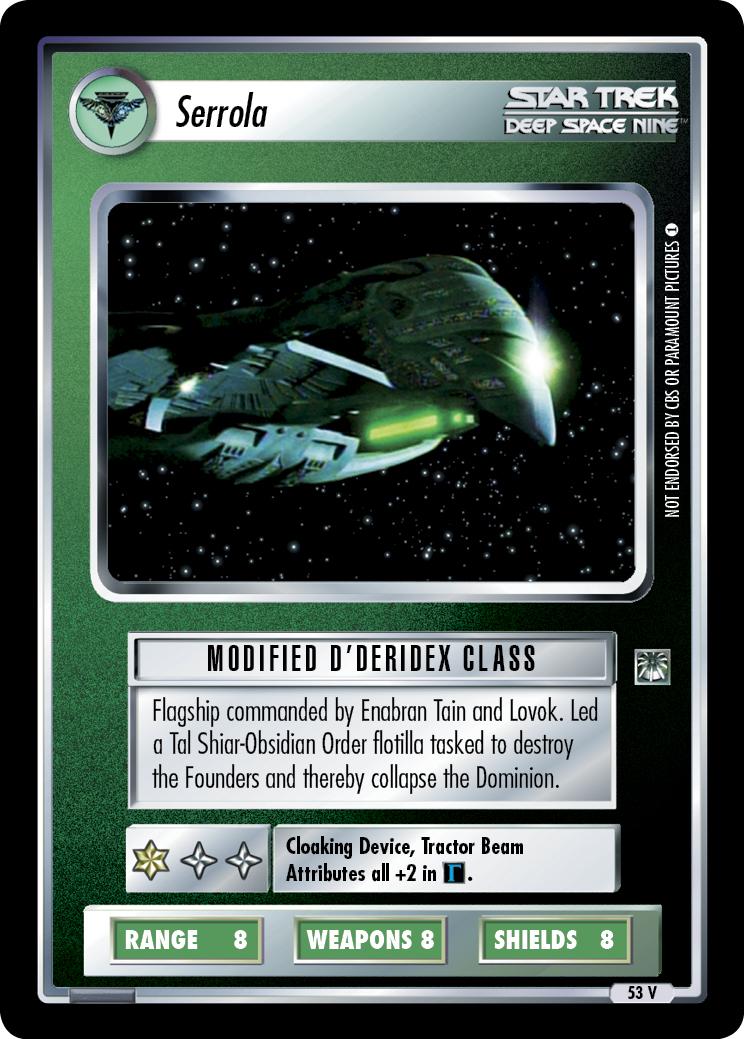 Serrola
STAR TREK
DEEP SPACE NINE™
NOT ENDORSED BY CBS OR PARAMOUNT PICTURES 1
MODIFIED D'DERIDEX CLASS
Flagship commanded by Enabran Tain and Lovok. Led
a Tal Shiar-Obsidian Order flotilla tasked to destroy
the Founders and thereby collapse the Dominion.
Cloaking Device, Tractor Beam
Attributes all +2 in Γ.
RANGE 8
WEAPONS 8
SHIELDS 8
53 V